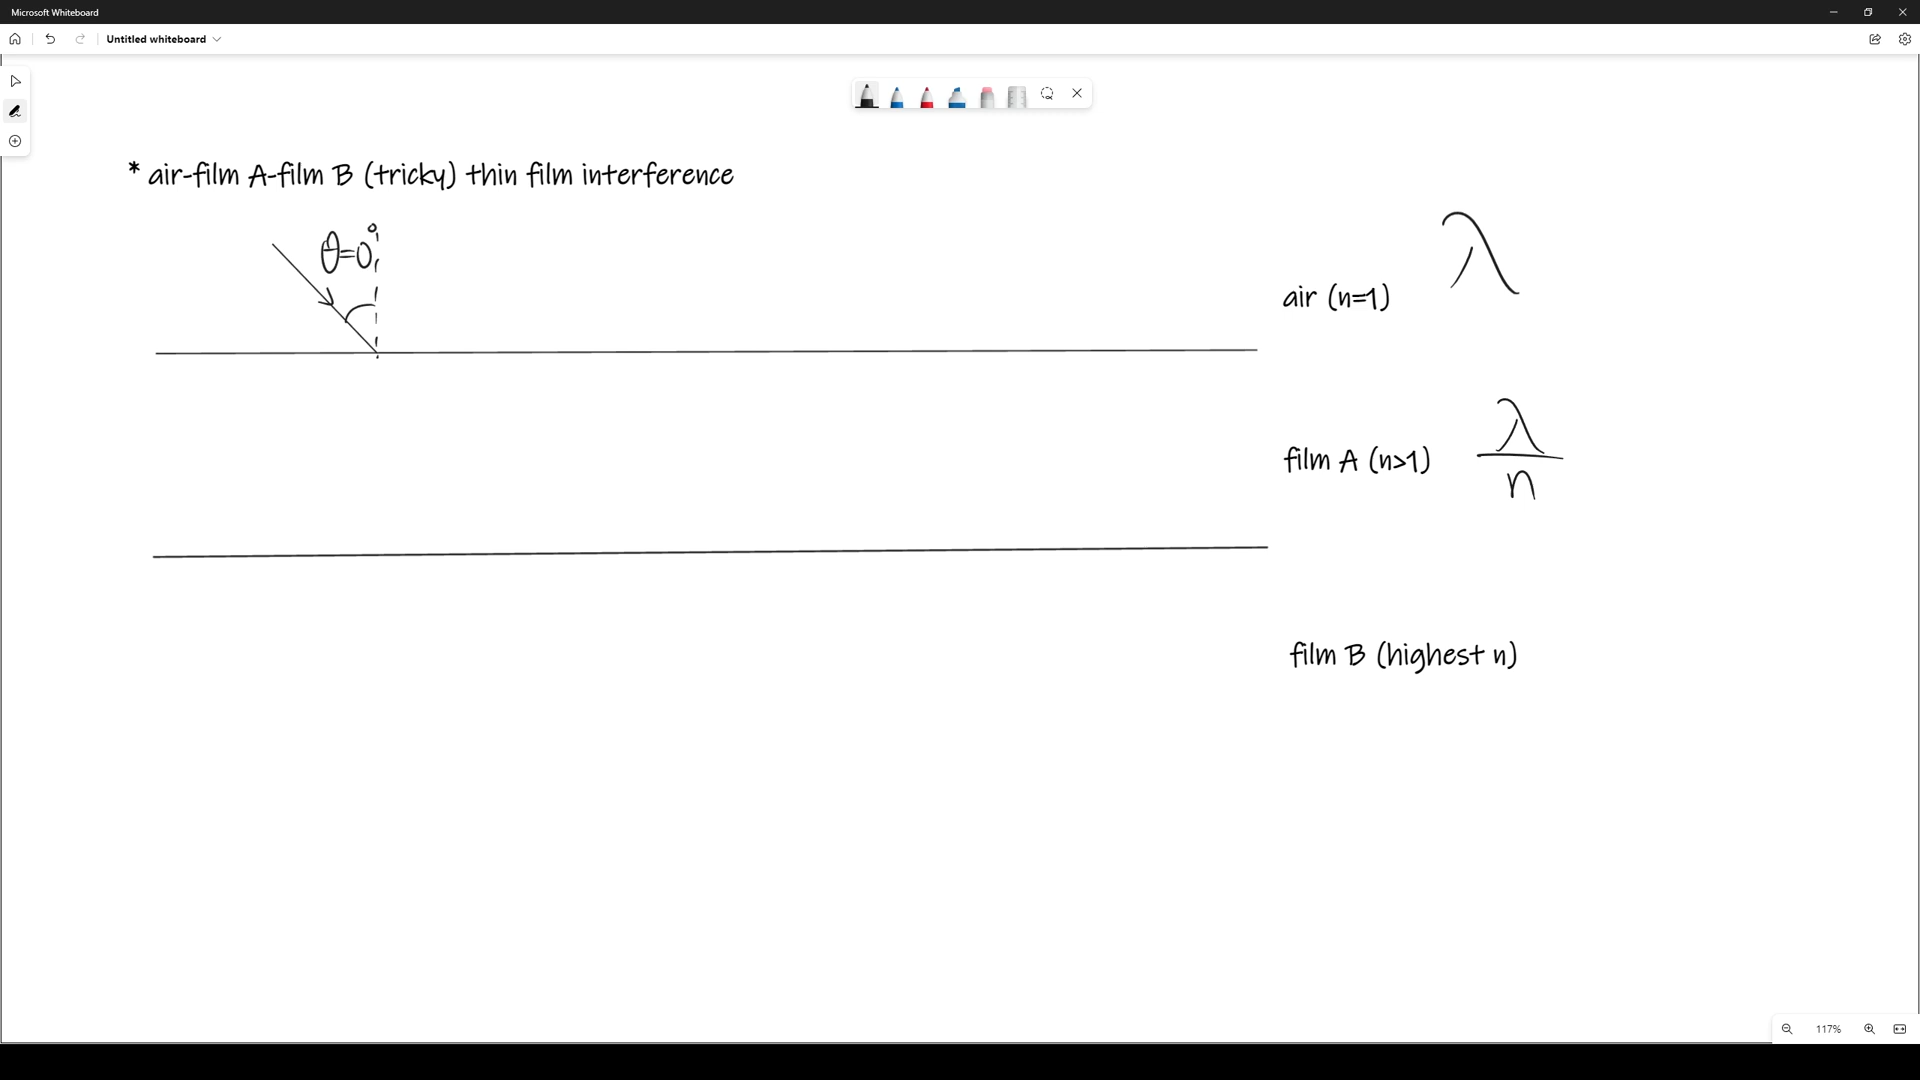 Microsoft Whiteboard
Untitled whiteboard
* air-film A-film B (tricky) thin film interference
θ=0°
λ
air (n=1)
film A (n>1)
λ
n
film B (highest n)
117%